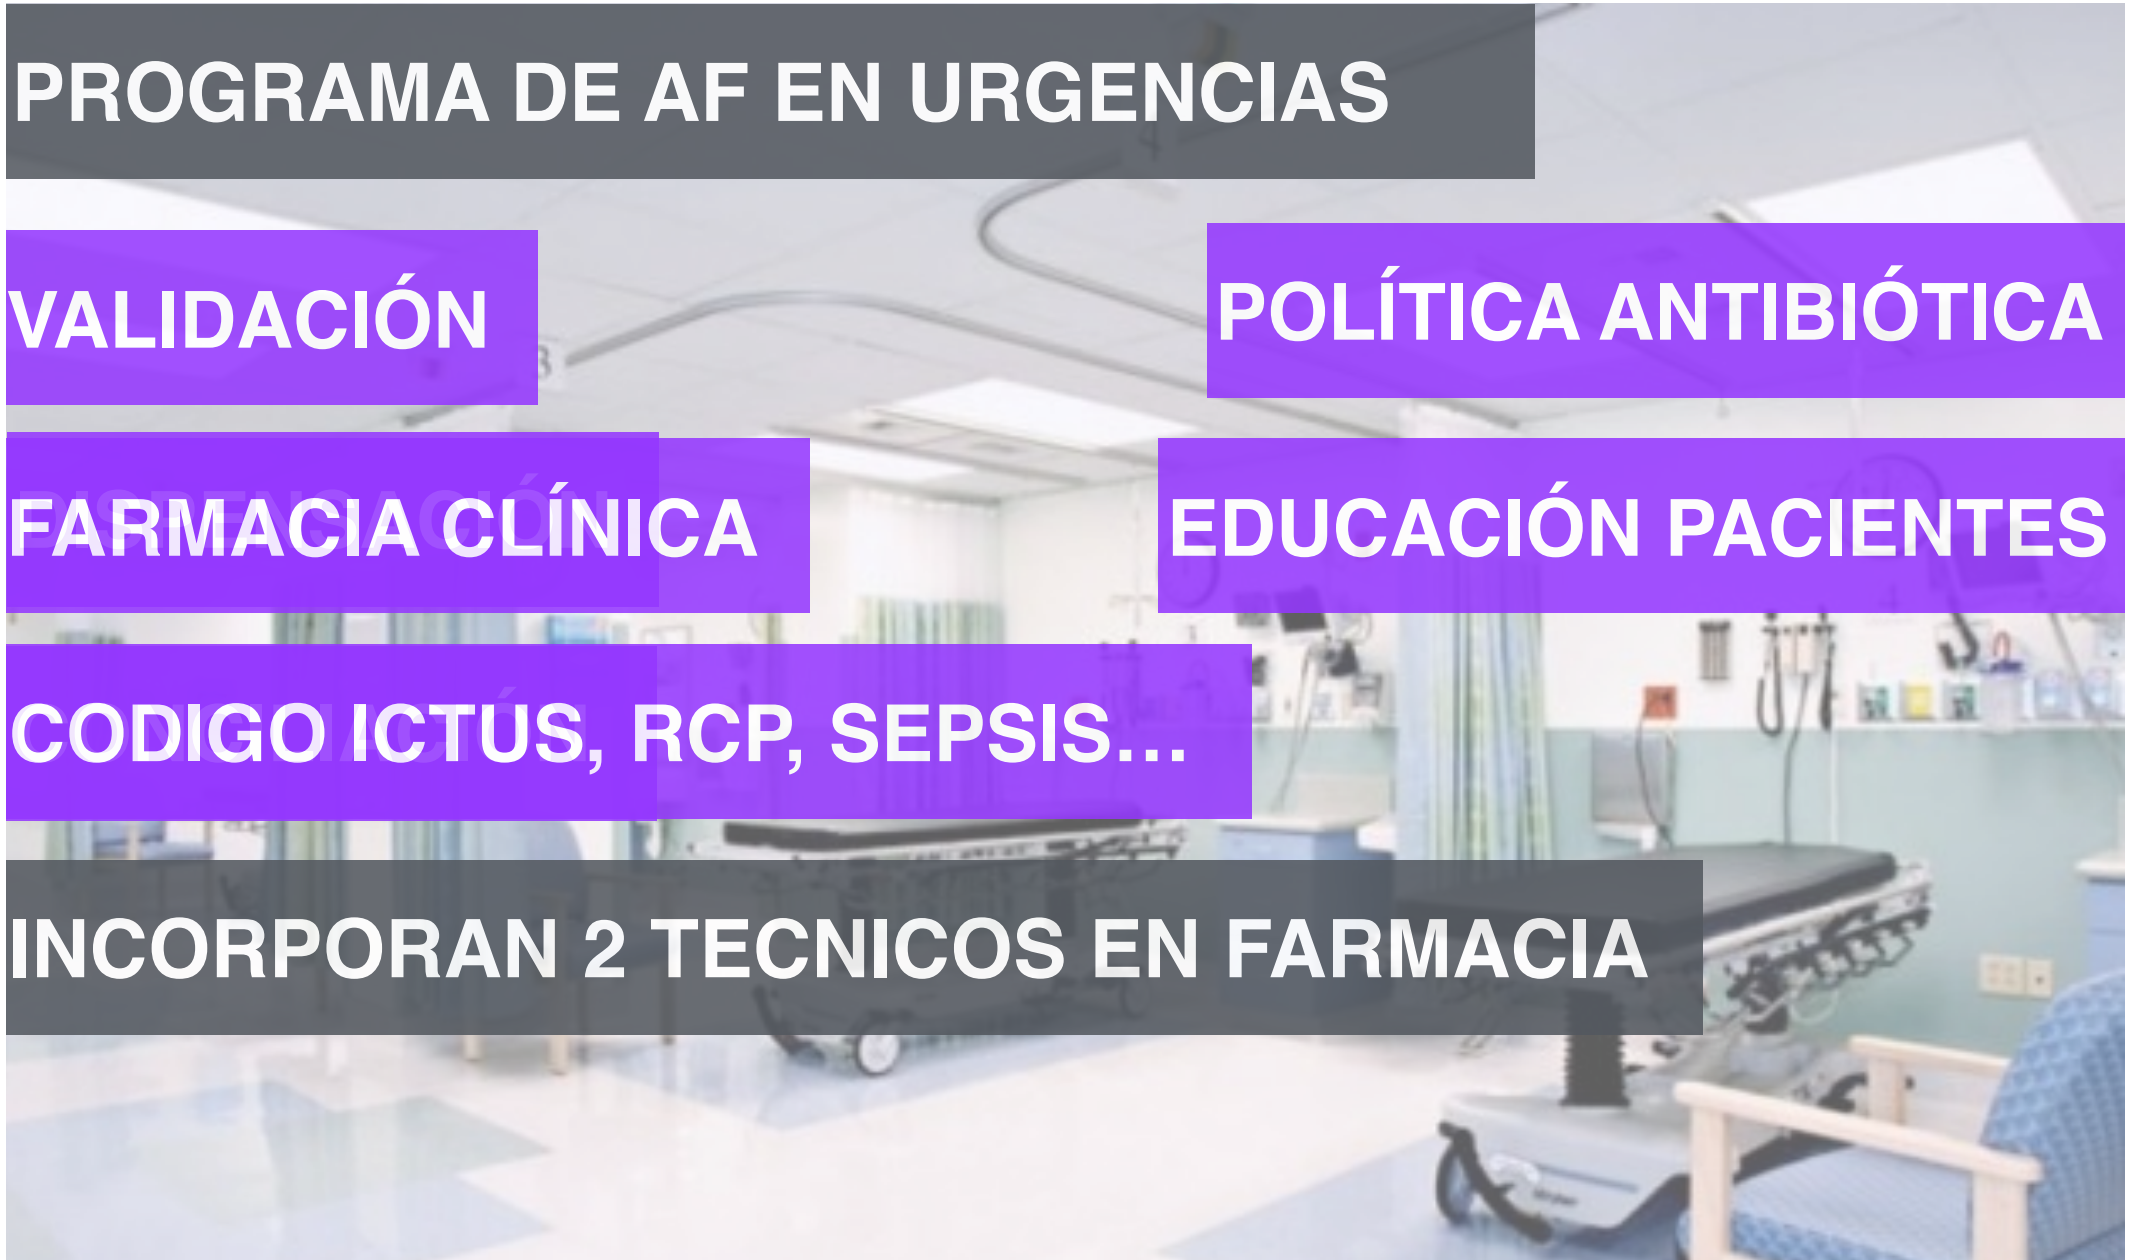 PROGRAMA DE AF EN URGENCIAS
VALIDACIÓN
POLÍTICA ANTIBIÓTICA
DISPENSACIÓN
FARMACIA CLÍNICA
EDUCACIÓN PACIENTES
CODIGO ICTUS, RCP, SEPSIS...
INCORPORAN 2 TECNICOS EN FARMACIA